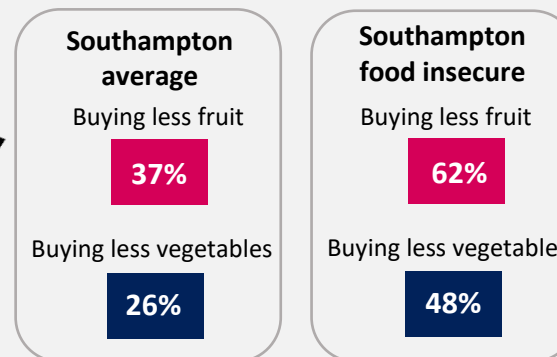 Southampton
average
Buying less fruit
37%
Buying less vegetables
26%
Southampton
food insecure
Buying less fruit
62%
Buying less vegetable
48%